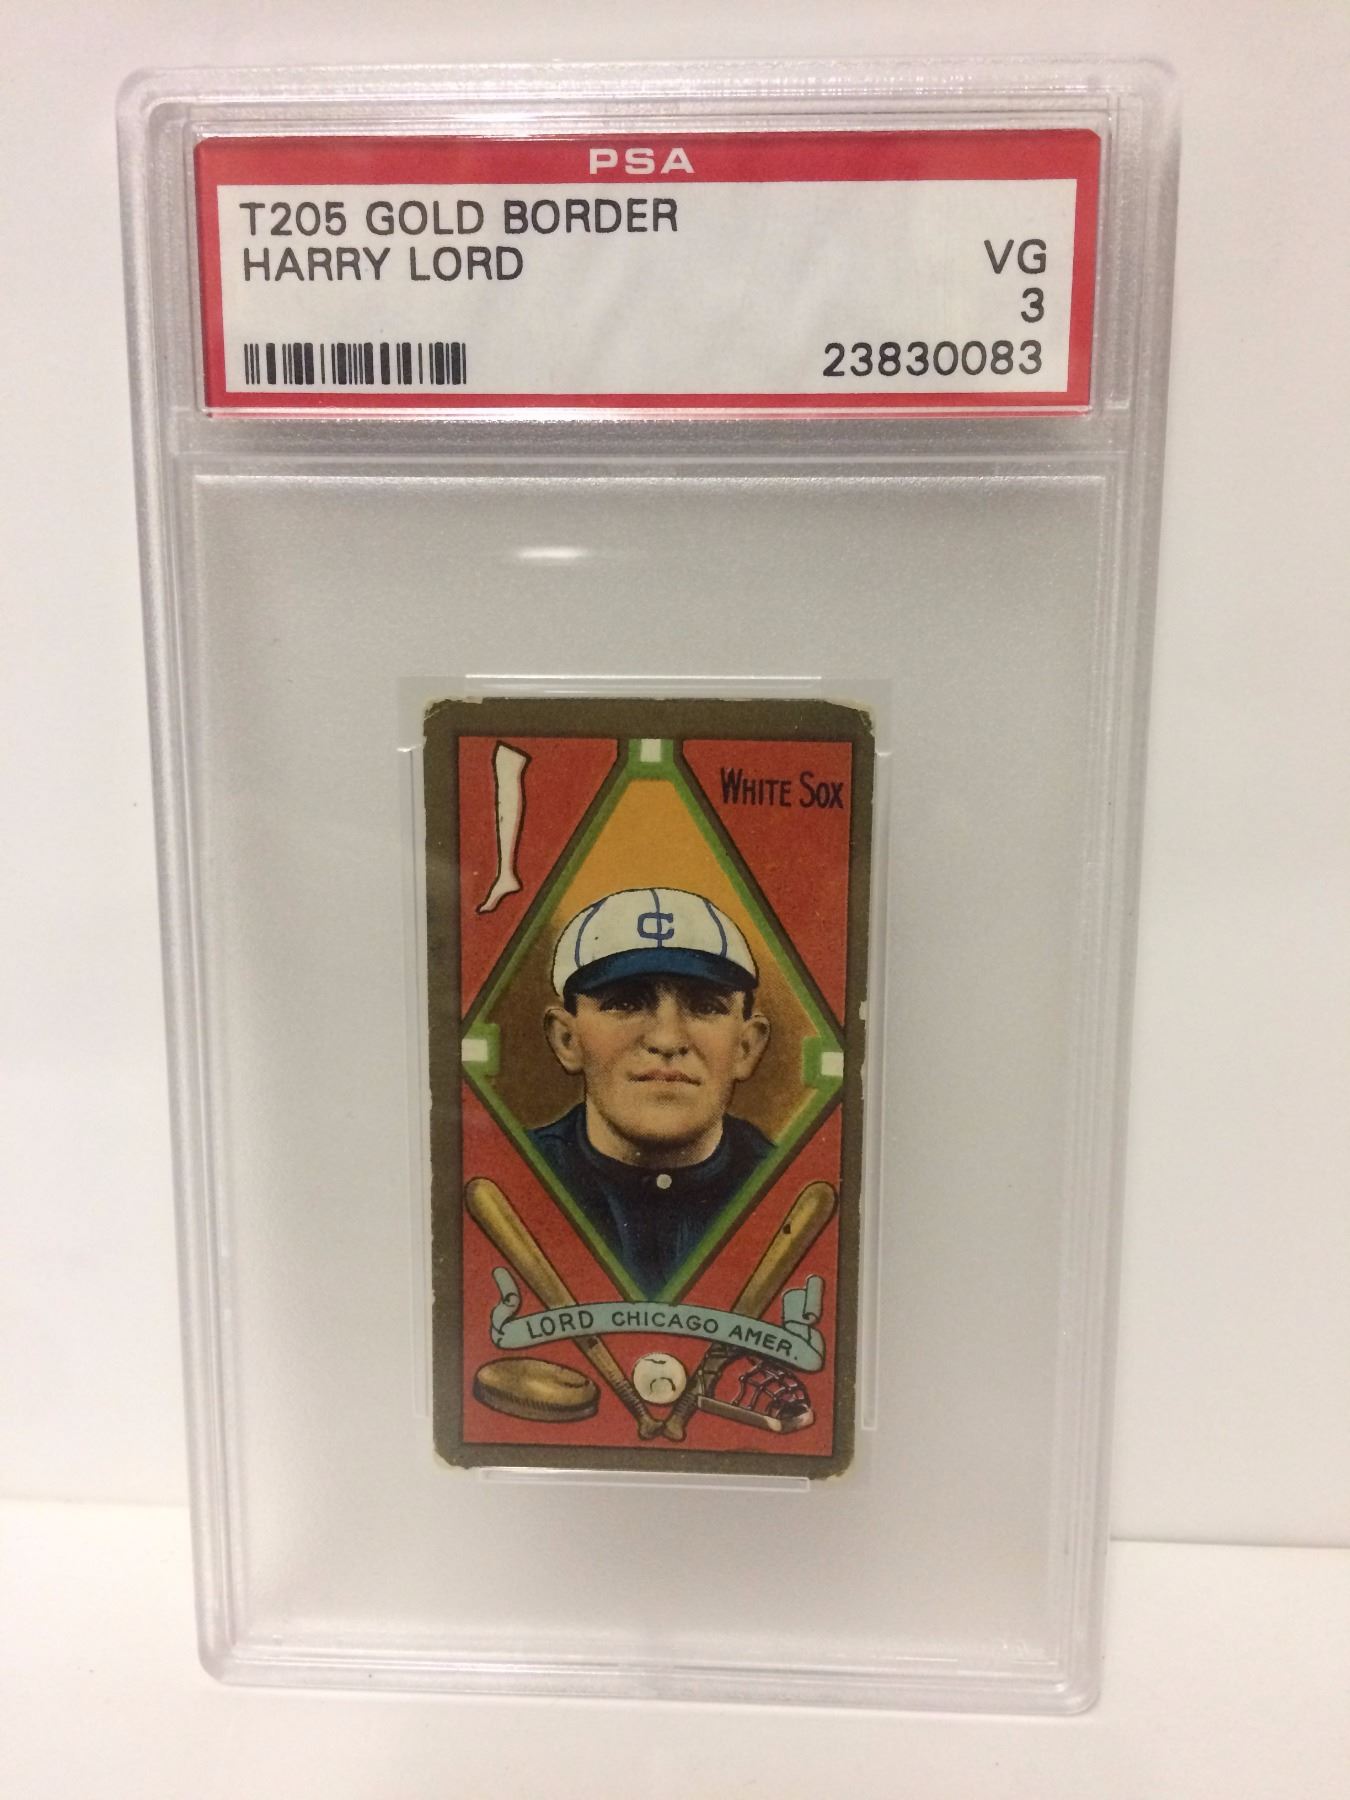 PSA
T205 GOLD BORDER
HARRY LORD
VG
3
23830083
WHITE SOX
C
LORD CHICAGO AMER.